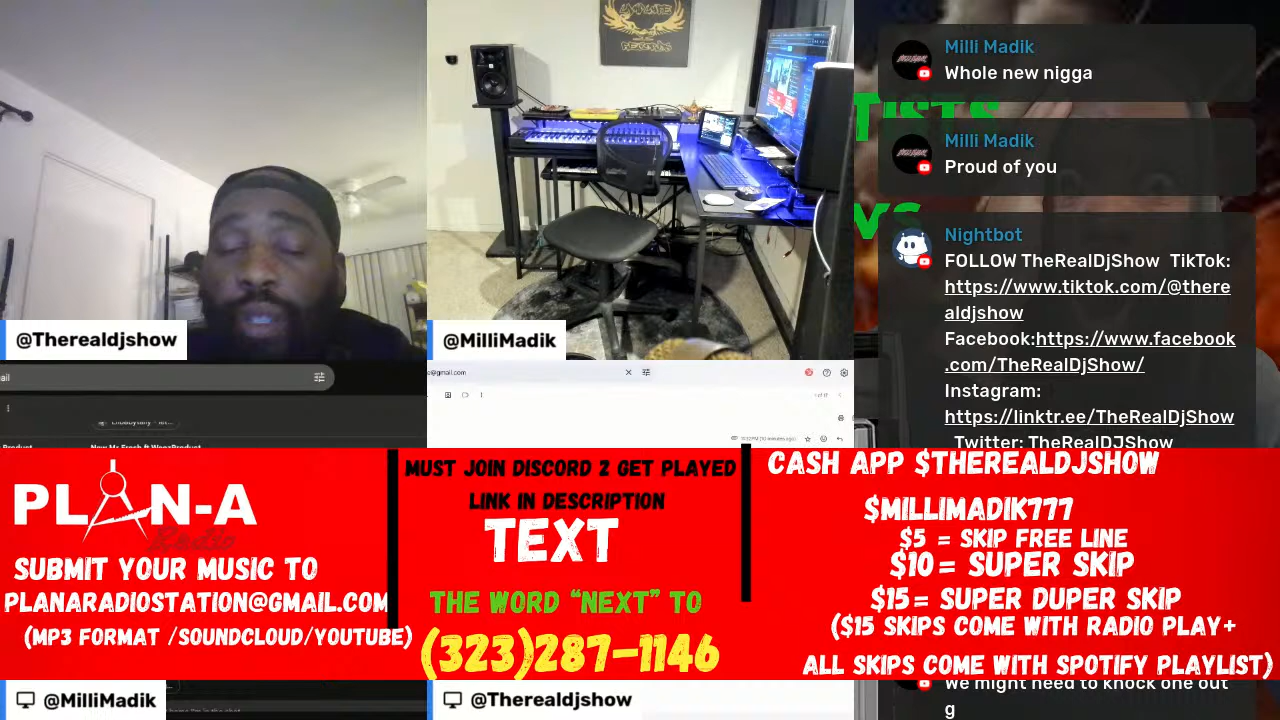 Milli Madik
Whole new nigga
Milli Madik
Proud of you
Nightbot
FOLLOW TheRealDjShow TikTok:
https://www.tiktok.com/@there
aldjshow
Facebook:https://www.facebook
.com/TheRealDjShow/
Instagram:
https://linktr.ee/TheRealDjShow
Twitter: TheRealDJShow
@Therealdjshow
@MilliMadik
ail
e@gmail.com
PLAN-A
Radio
SUBMIT YOUR MUSIC TO
PLANARADIOSTATION@GMAIL.COM
(MP3 FORMAT /SOUNDCLOUD/YOUTUBE)
MUST JOIN DISCORD 2 GET PLAYED
LINK IN DESCRIPTION
TEXT
THE WORD “NEXT” TO
(323)287-1146
CASH APP $THEREALDJSHOW
$MILLIMADIK777
$5 = SKIP FREE LINE
$10 = SUPER SKIP
$15 = SUPER DUPER SKIP
($15 SKIPS COME WITH RADIO PLAY+
ALL SKIPS COME WITH SPOTIFY PLAYLIST)
@MilliMadik
@Therealdjshow
We might need to knock one out
g